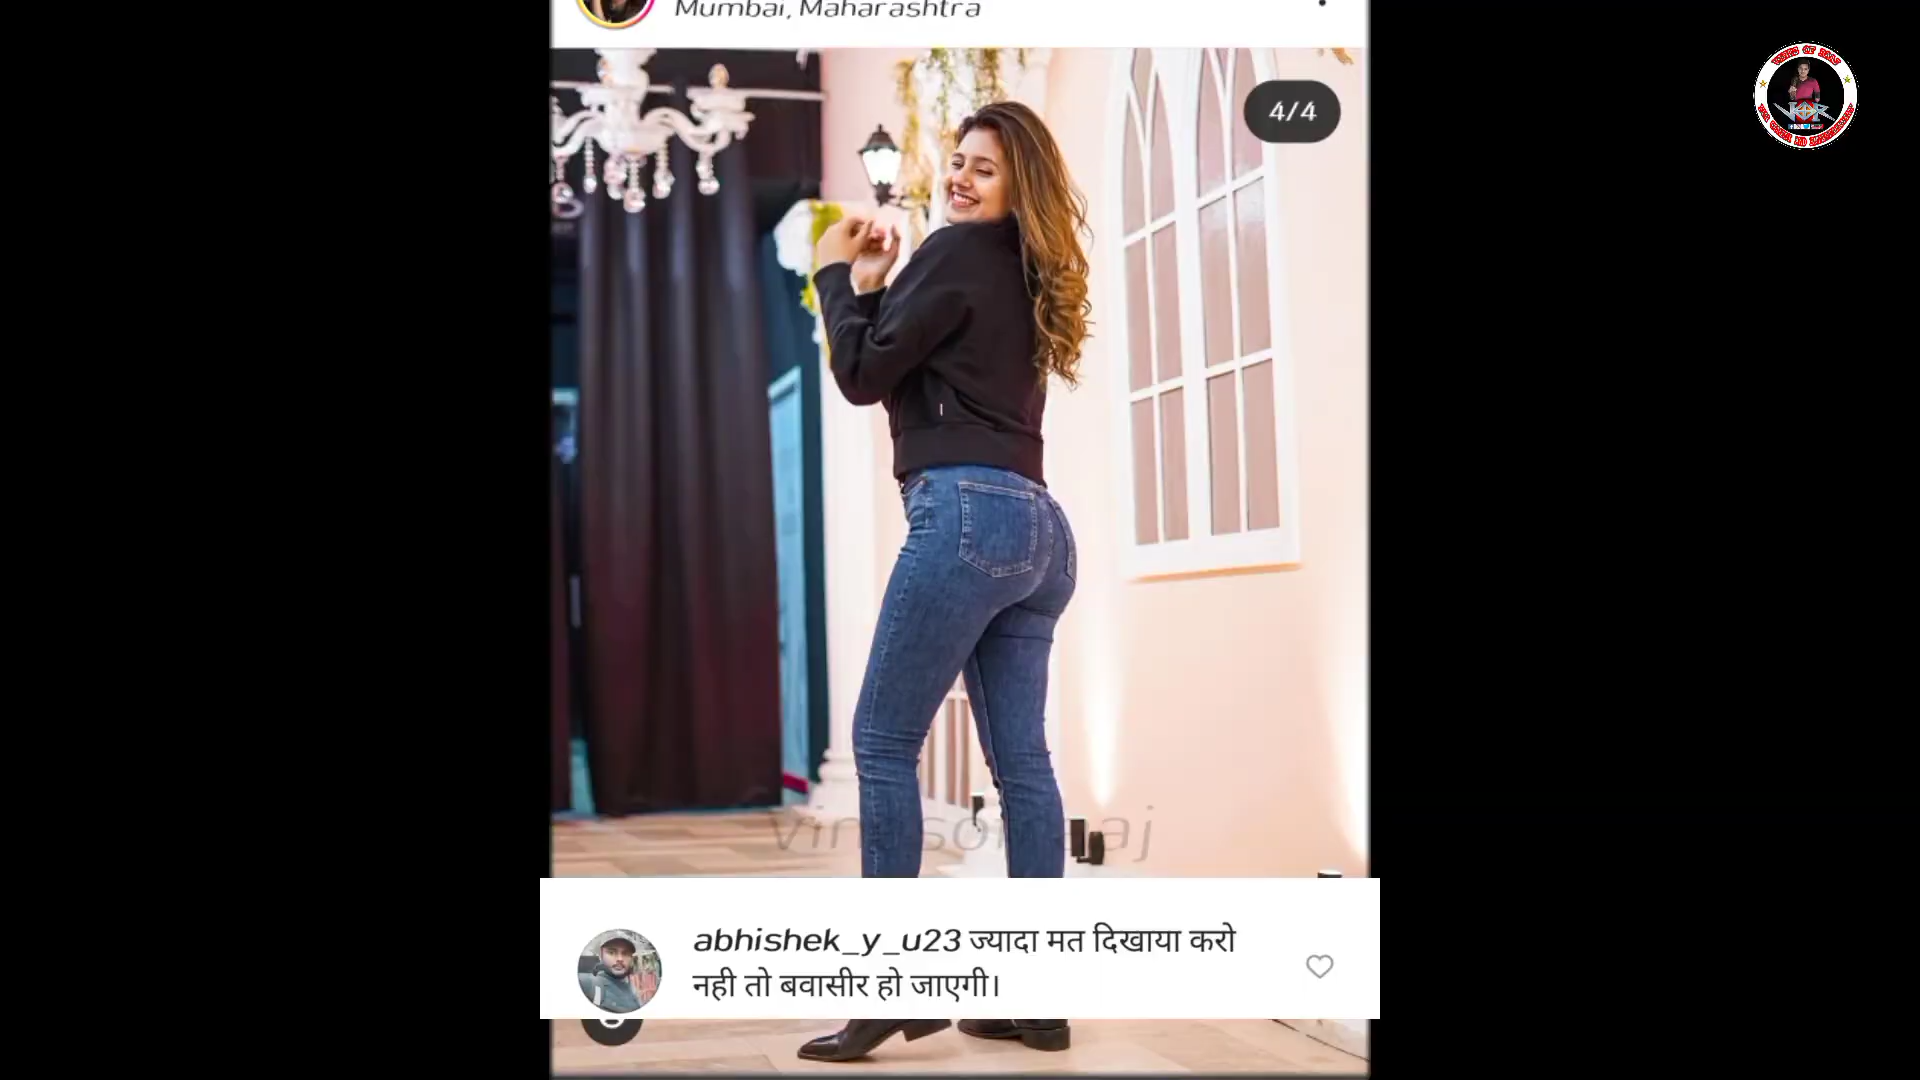 Mumbai, Maharashtra
4/4
abhishek_y_u23 ज्यादा मत दिखाया करो
नही तो बवासीर हो जाएगी।